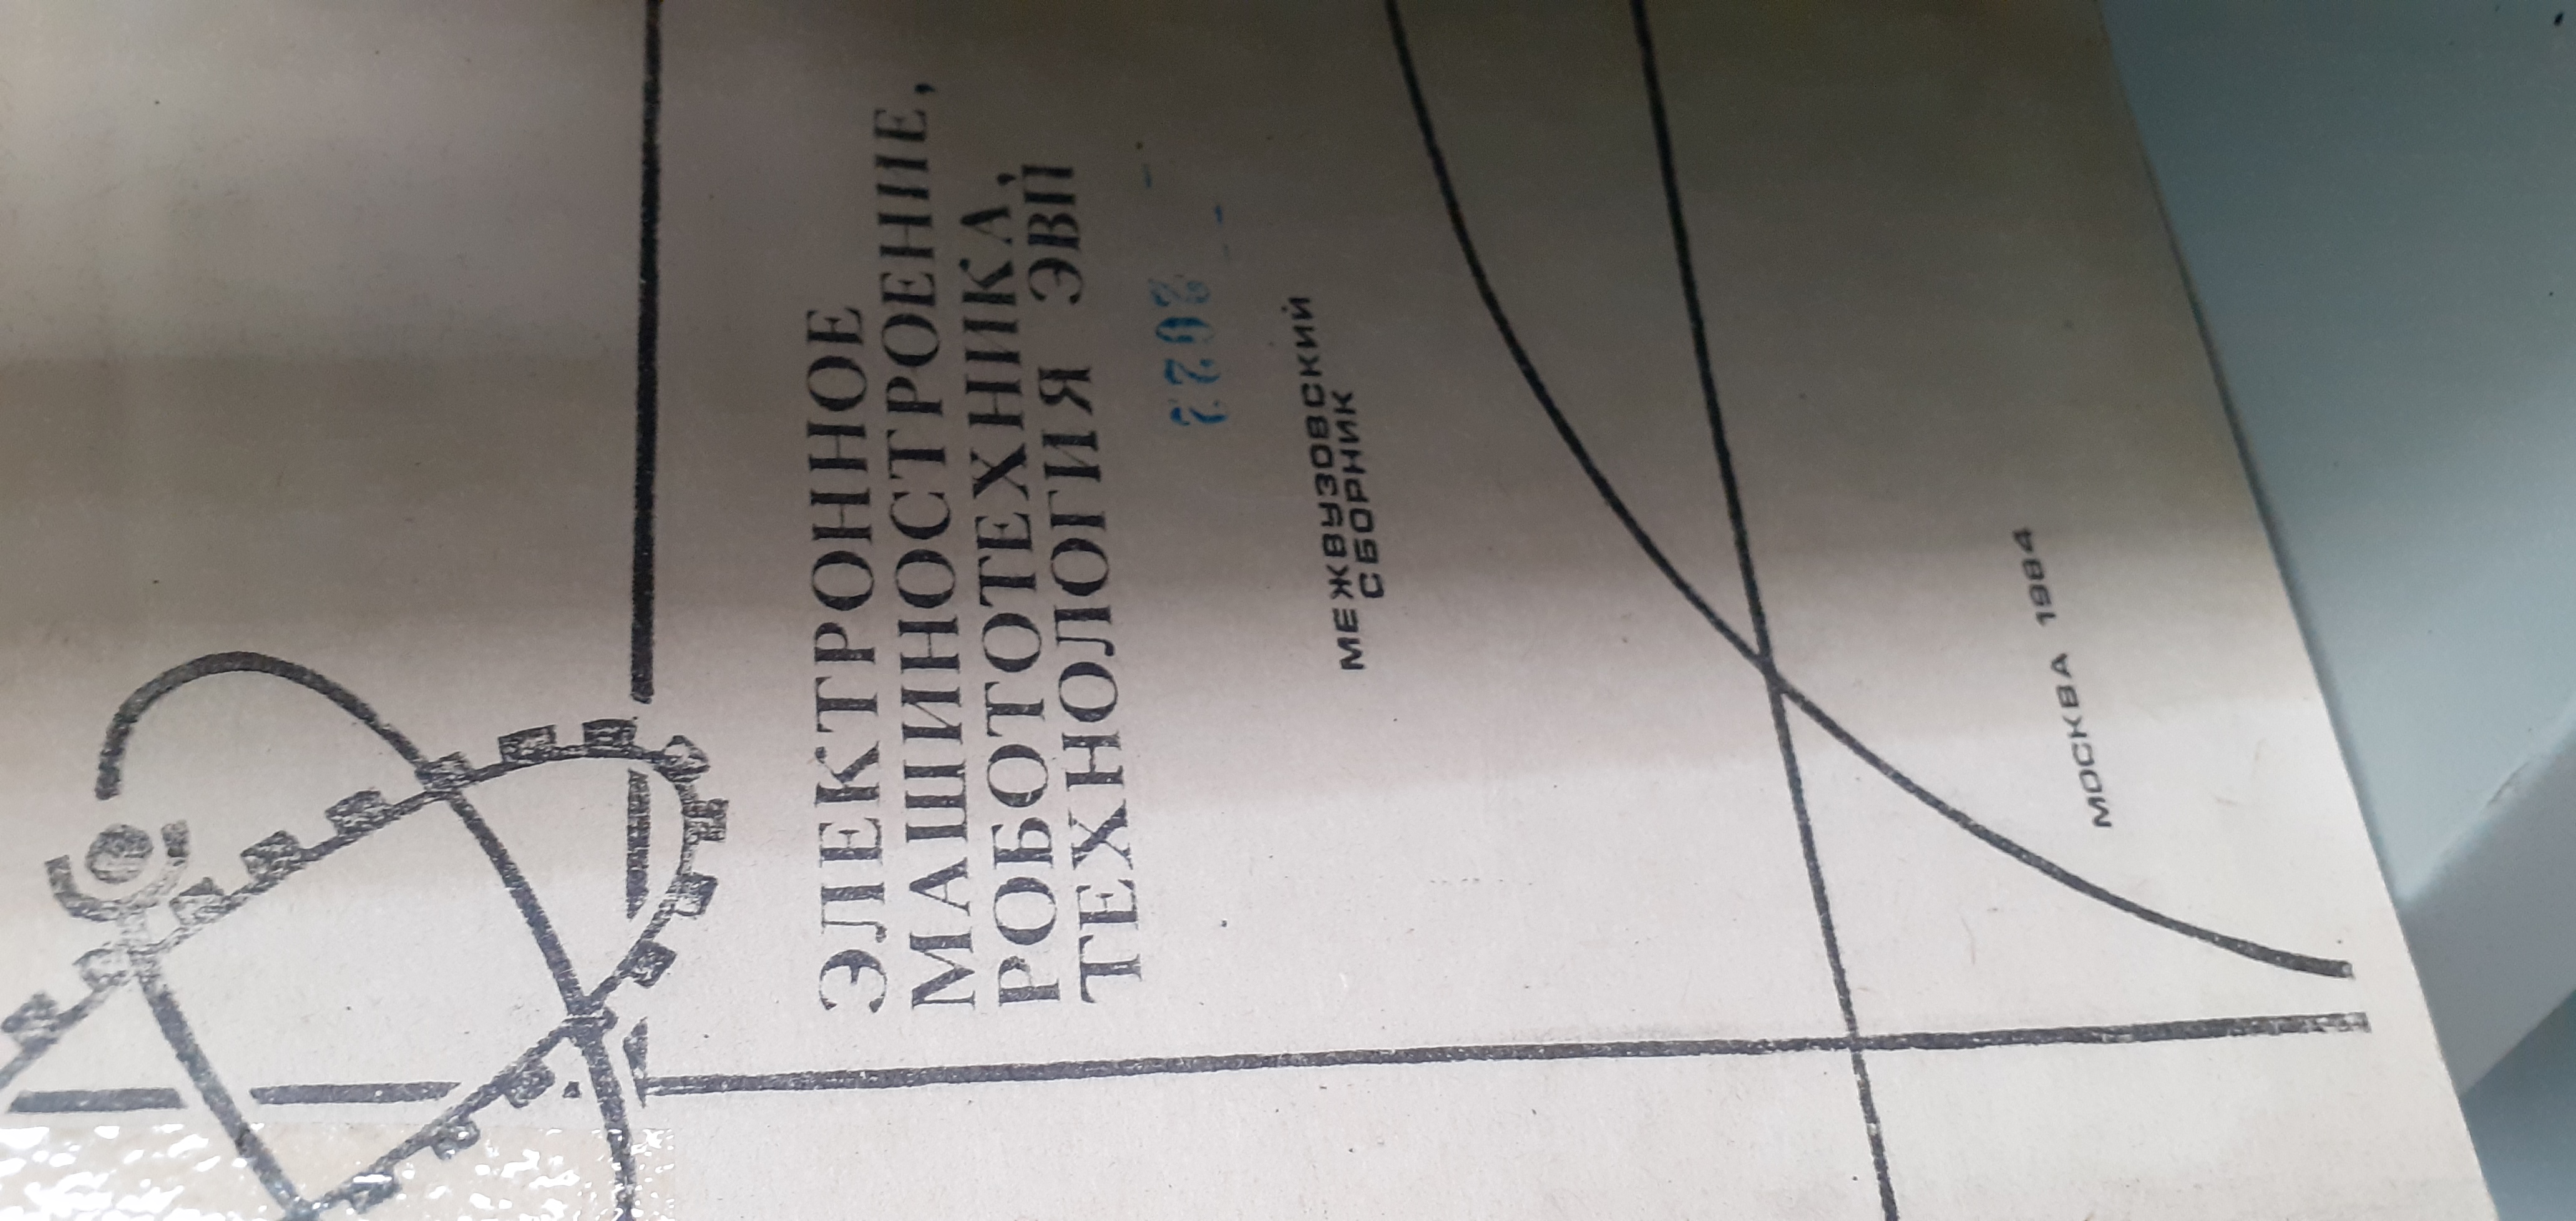 ЭЛЕКТРОННОЕ
МАШИНОСТРОЕНИЕ,
РОБОТОТЕХНИКА,
ТЕХНОЛОГИЯ ЭВП
МЕЖВУЗОВСКИЙ
СБОРНИК
МОСКВА 1984